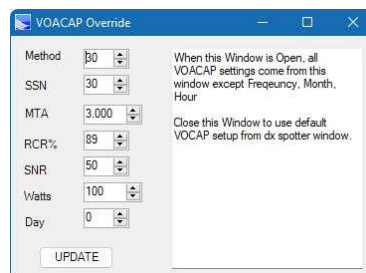 VOACAP Override
Method 30
SSN 30
MTA 3.000
RCR% 89
SNR 50
Watts 100
Day 0
UPDATE
When this Window is Open, all
VOACAP settings come from this
window except Freqeuncy, Month,
Hour
Close this Window to use default
VOCAP setup from dx spotter window.